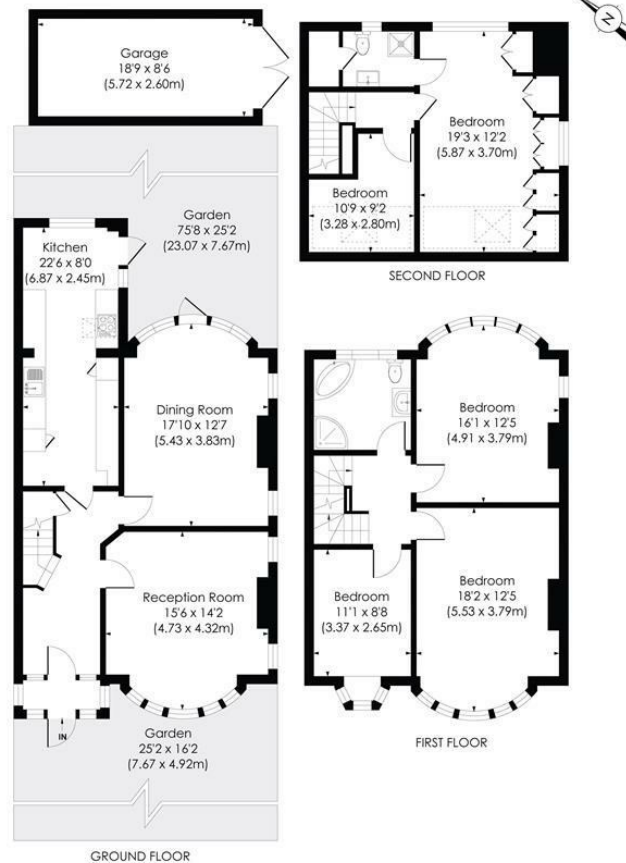 N
Garage
18'9 x 8'6
(5.72 x 2.60m)
Garden
75'8 x 25'2
(23.07 x 7.67m)
Kitchen
22'6 x 8'0
(6.87 x 2.45m)
Dining Room
17'10 x 12'7
(5.43 x 3.83m)
Reception Room
15'6 x 14'2
(4.73 x 4.32m)
IN
Garden
25'2 x 16'2
(7.67 x 4.92m)
GROUND FLOOR
Bedroom
19'3 x 12'2
(5.87 x 3.70m)
Bedroom
10'9 x 9'2
(3.28 x 2.80m)
SECOND FLOOR
Bedroom
16'1 x 12'5
(4.91 x 3.79m)
Bedroom
18'2 x 12'5
(5.53 x 3.79m)
Bedroom
11'1 x 8'8
(3.37 x 2.65m)
FIRST FLOOR